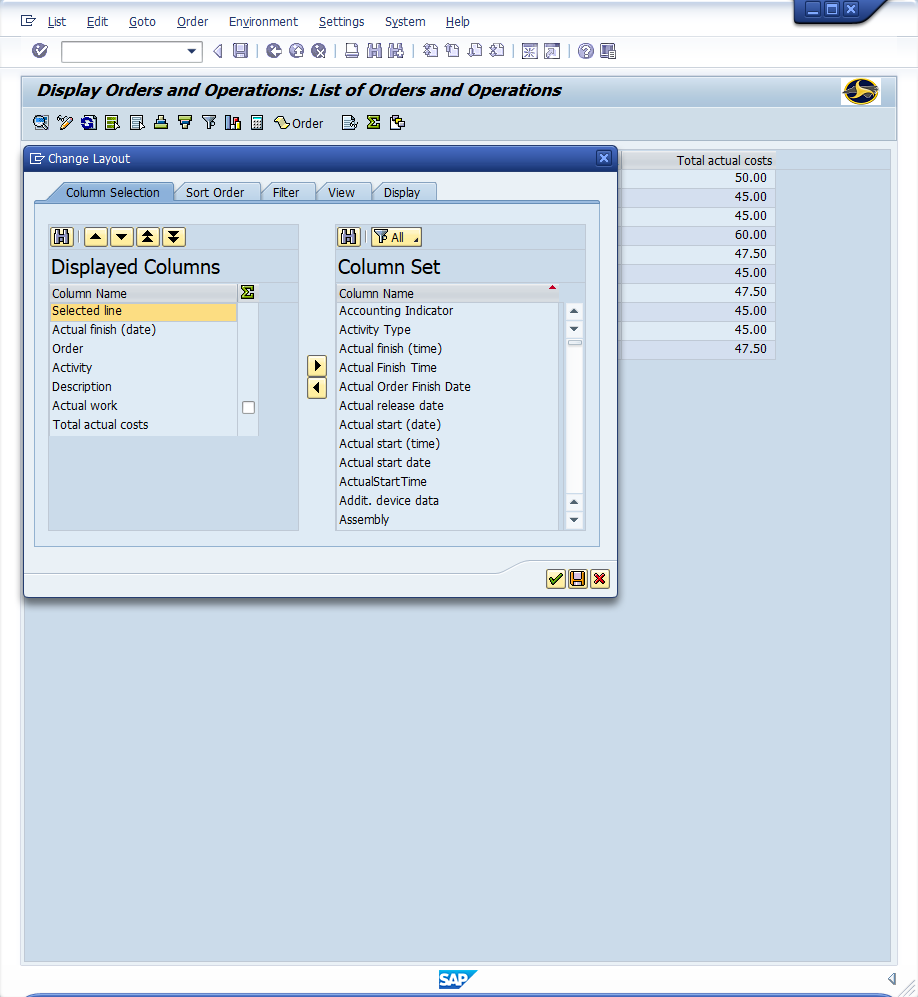 List Edit Goto Order Environment Settings System Help
Display Orders and Operations: List of Orders and Operations
Order
Change Layout
Column Selection Sort Order Filter View Display
All
Displayed Columns
Column Name
Selected line
Actual finish (date)
Order
Activity
Description
Actual work
Total actual costs
Column Set
Column Name
Accounting Indicator
Activity Type
Actual finish (time)
Actual Finish Time
Actual Order Finish Date
Actual release date
Actual start (date)
Actual start (time)
Actual start date
ActualStartTime
Addit. device data
Assembly
Total actual costs
50.00
45.00
45.00
60.00
47.50
45.00
47.50
45.00
45.00
47.50
SAP